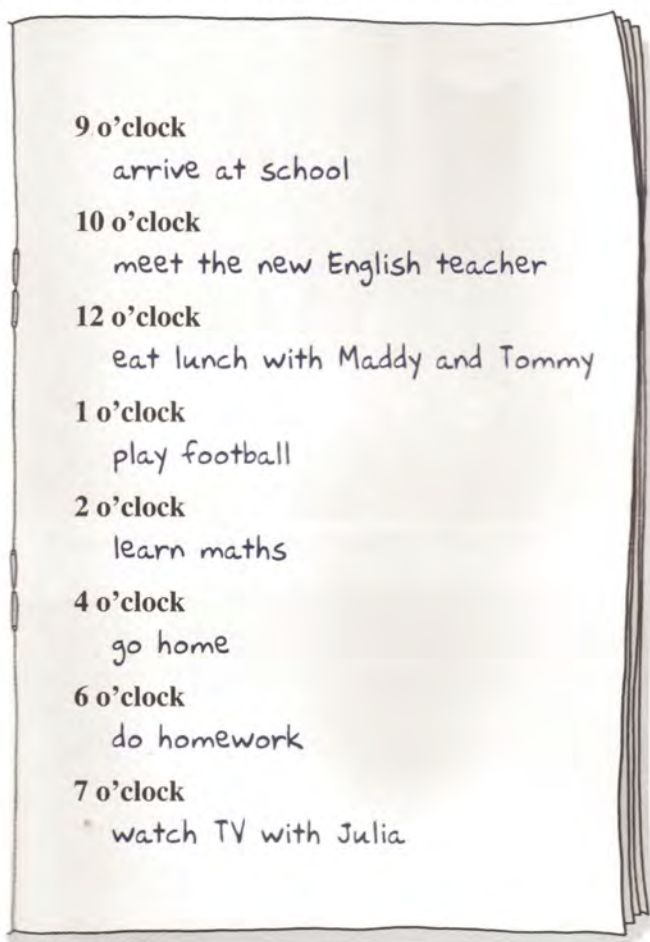 9 o'clock
arrive at school
10 o'clock
meet the new English teacher
12 o'clock
eat lunch with Maddy and Tommy
1 o'clock
play football
2 o'clock
learn maths
4 o'clock
go home
6 o'clock
do homework
7 o'clock
watch TV with Julia